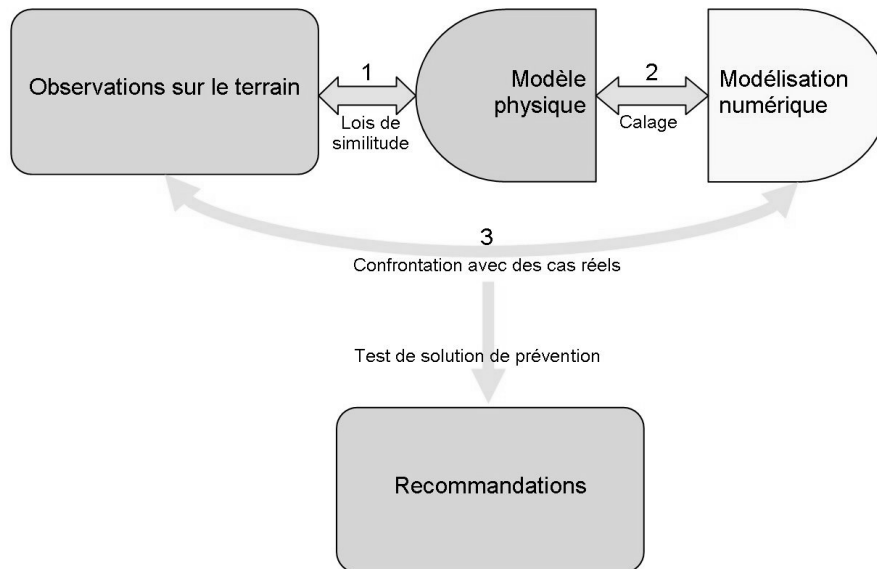 Observations sur le terrain
1
Lois de
similitude
Modèle
physique
2
Calage
Modélisation
numérique
3
Confrontation avec des cas réels
Test de solution de prévention
Recommandations